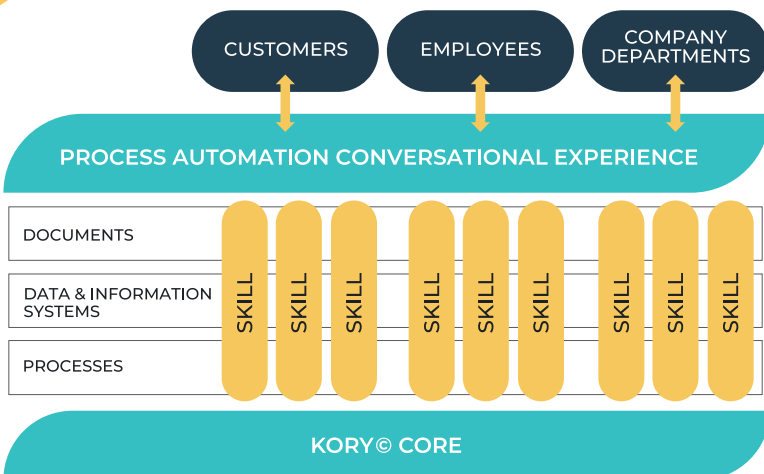 CUSTOMERS
EMPLOYEES
COMPANY
DEPARTMENTS
PROCESS AUTOMATION CONVERSATIONAL EXPERIENCE
DOCUMENTS
DATA & INFORMATION
SYSTEMS
PROCESSES
SKILL
SKILL
SKILL
SKILL
SKILL
SKILL
SKILL
SKILL
SKILL
KORY© CORE